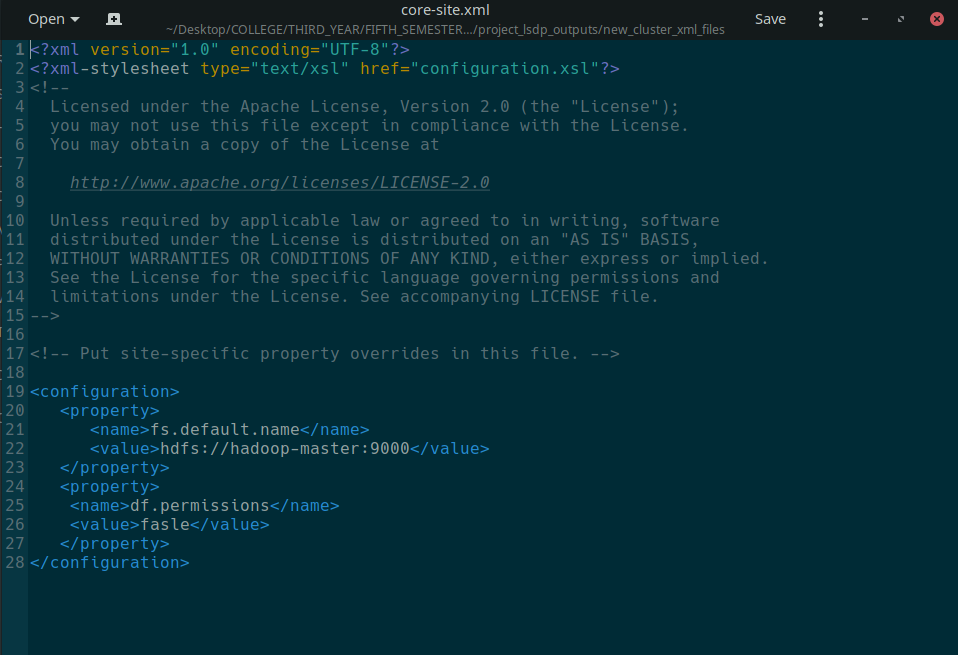 Open
core-site.xml
~/Desktop/COLLEGE/THIRD_YEAR/FIFTH_SEMESTER.../project_lsdp_outputs/new_cluster_xml_files
Save
1 <?xml version="1.0" encoding="UTF-8"?>
2 <?xml-stylesheet type="text/xsl" href="configuration.xsl"?>
3 <!--
4 Licensed under the Apache License, Version 2.0 (the "License");
5 you may not use this file except in compliance with the License.
6 You may obtain a copy of the License at
7
8 http://www.apache.org/licenses/LICENSE-2.0
9
10 Unless required by applicable law or agreed to in writing, software
11 distributed under the License is distributed on an "AS IS" BASIS,
12 WITHOUT WARRANTIES OR CONDITIONS OF ANY KIND, either express or implied.
13 See the License for the specific language governing permissions and
14 limitations under the License. See accompanying LICENSE file.
15 -->
16
17 <!-- Put site-specific property overrides in this file. -->
18
19 <configuration>
20 <property>
21 <name>fs.default.name</name>
22 <value>hdfs://hadoop-master:9000</value>
23 </property>
24 <property>
25 <name>df.permissions</name>
26 <value>fasle</value>
27 </property>
28 </configuration>